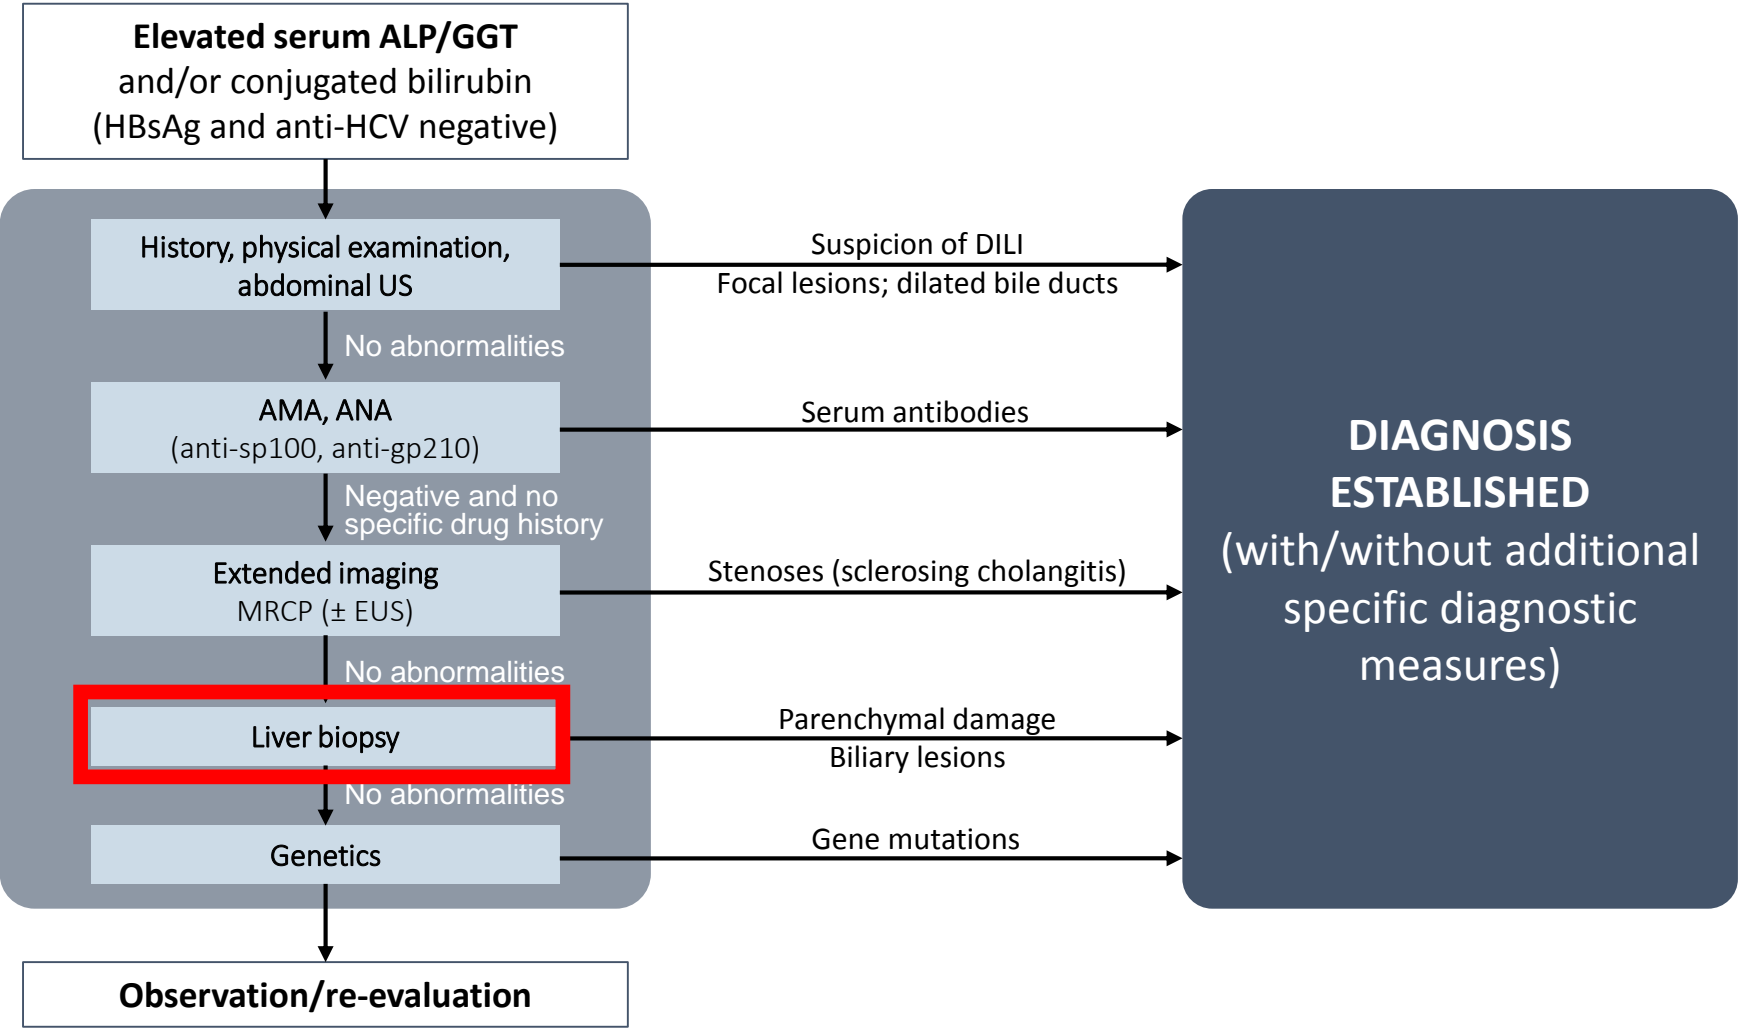 Elevated serum ALP/GGT
and/or conjugated bilirubin
(HBsAg and anti-HCV negative)
History, physical examination,
abdominal US
Suspicion of DILI
Focal lesions; dilated bile ducts
No abnormalities
AMA, ANA
(anti-sp100, anti-gp210)
Serum antibodies
Negative and no
specific drug history
Extended imaging
MRCP (± EUS)
Stenoses (sclerosing cholangitis)
No abnormalities
Liver biopsy
Parenchymal damage
Biliary lesions
No abnormalities
Genetics
Gene mutations
Observation/re-evaluation
DIAGNOSIS
ESTABLISHED
(with/without additional
specific diagnostic
measures)